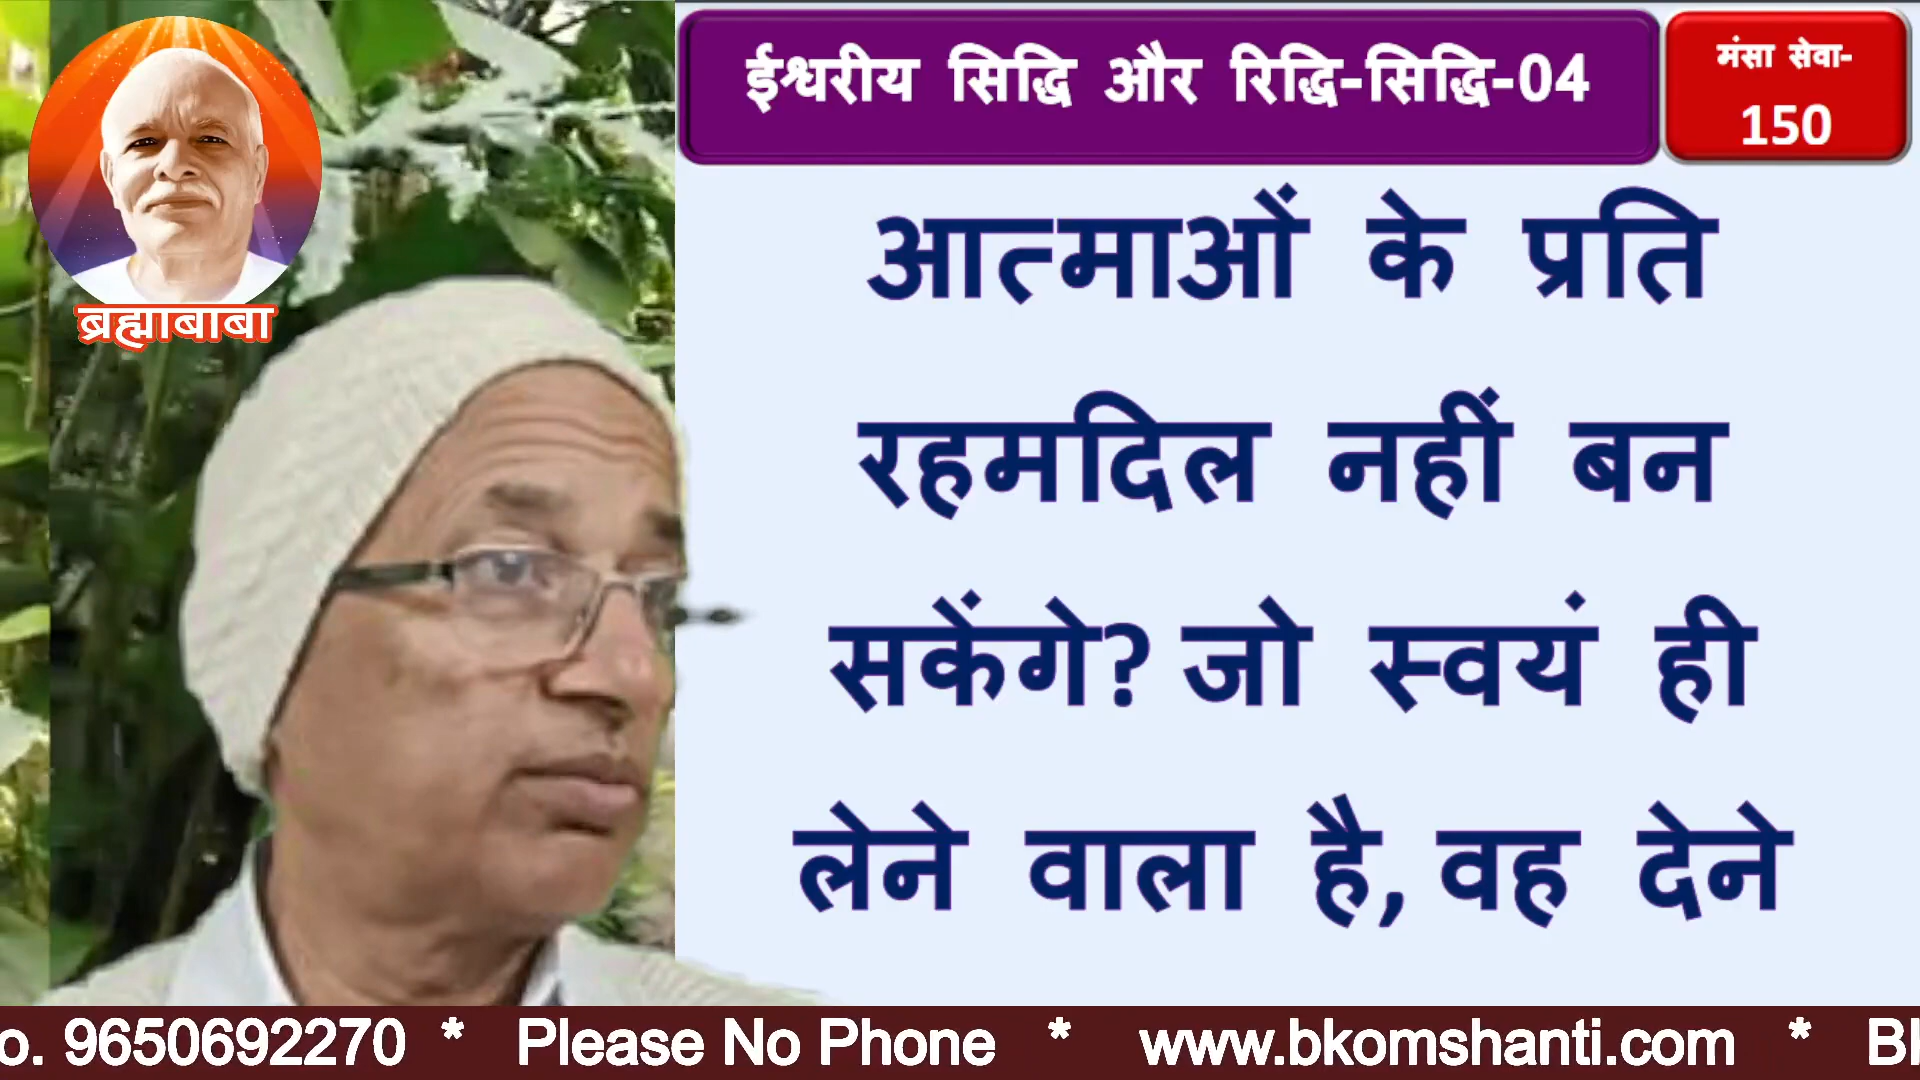 ईश्वरीय सिद्धि और रिद्धि-सिद्धि-04
मंसा सेवा-
150
ब्रह्माबाबा
आत्माओं के प्रति
रहमदिल नहीं बन
सकेंगे? जो स्वयं ही
लेने वाला है, वह देने
o. 9650692270 * Please No Phone * www.bkomshanti.com *